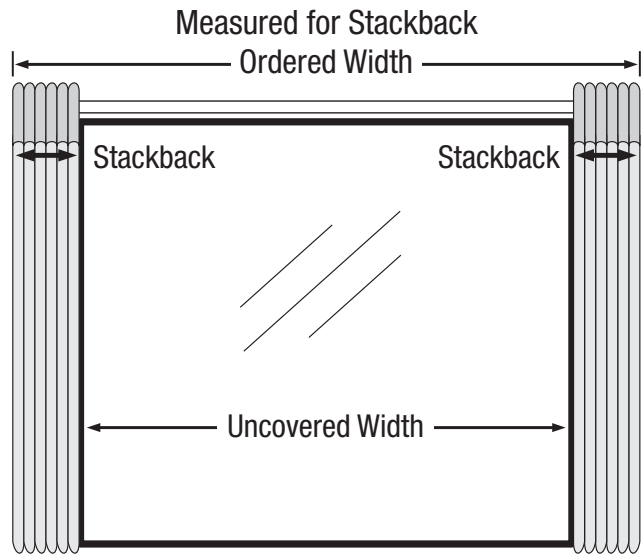 Measured for Stackback
Ordered Width
Stackback
Stackback
Uncovered Width